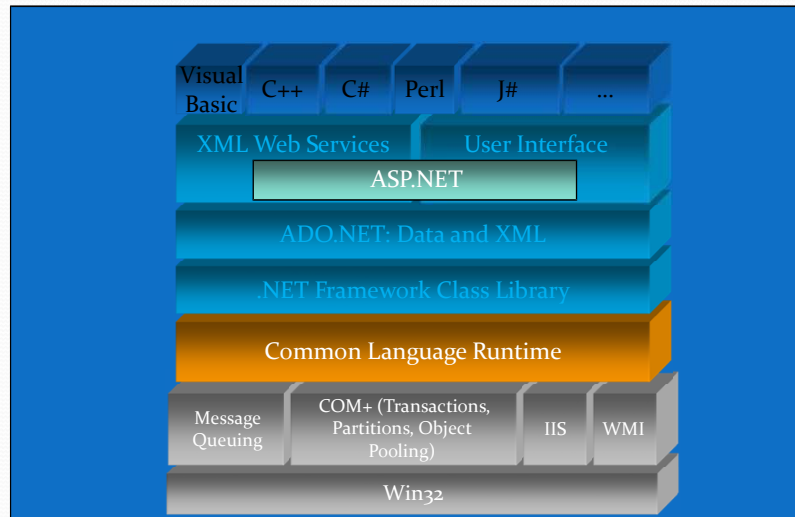 Visual
Basic
C++
C#
Perl
J#
...
XML Web Services
User Interface
ASP.NET
ADO.NET: Data and XML
.NET Framework Class Library
Common Language Runtime
Message
Queuing
COM+ (Transactions,
Partitions, Object
Pooling)
IIS
WMI
Win32